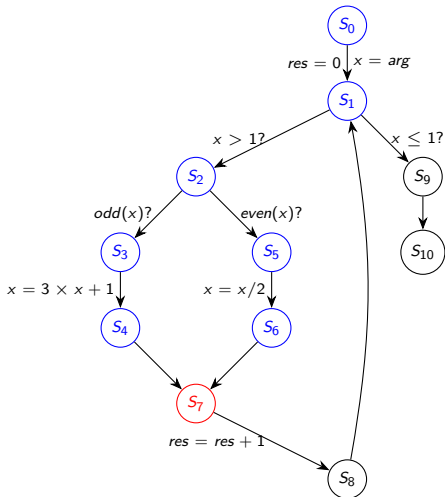 S0
res = 0 x = arg
S1
x > 1? x ≤ 1?
S2 S9
odd(x)? even(x)?
S3 S5 S10
x = 3 × x + 1 x = x/2
S4 S6
S7
res = res + 1
S8